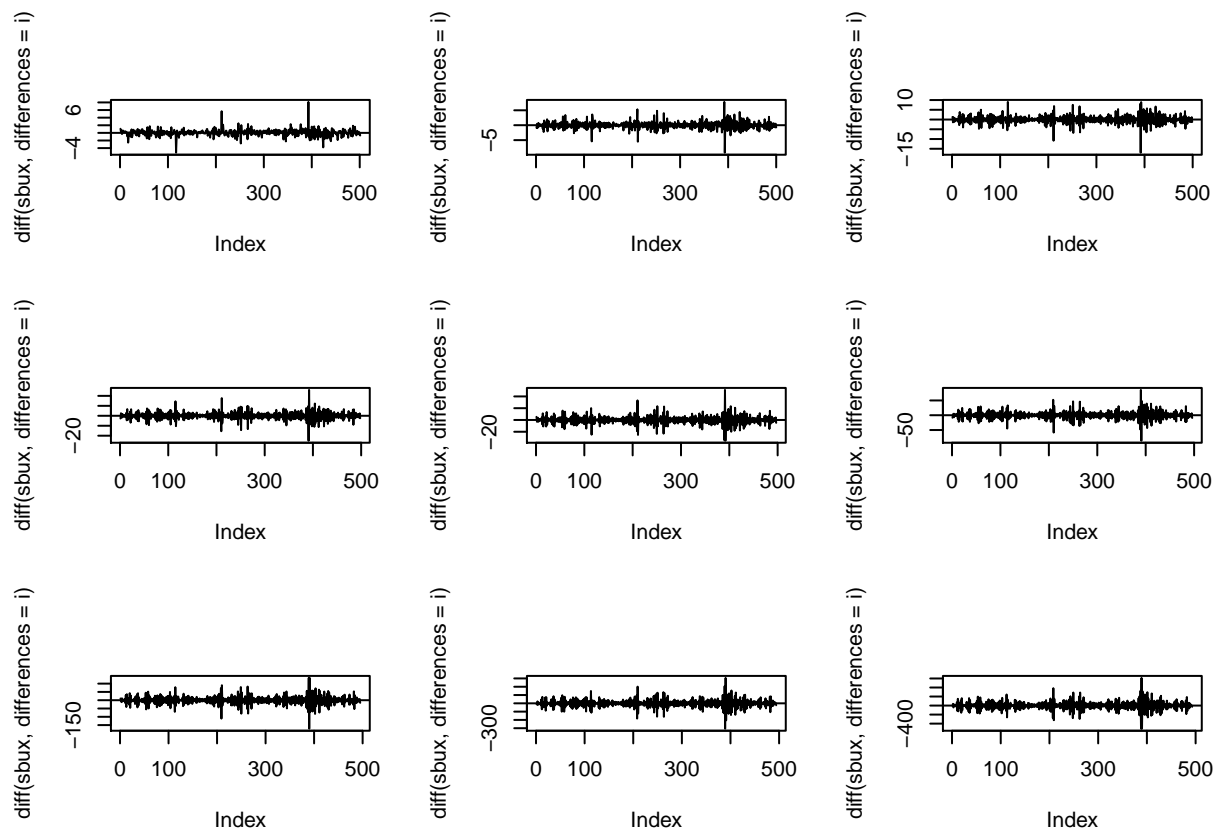 diff(sbux, differences = i)
6
−4
0 100 300 500
Index
diff(sbux, differences = i)
−5
0 100 300 500
Index
diff(sbux, differences = i)
10
−15
0 100 300 500
Index
diff(sbux, differences = i)
−20
0 100 300 500
Index
diff(sbux, differences = i)
−20
0 100 300 500
Index
diff(sbux, differences = i)
−50
0 100 300 500
Index
diff(sbux, differences = i)
−150
0 100 300 500
Index
diff(sbux, differences = i)
−300
0 100 300 500
Index
diff(sbux, differences = i)
−400
0 100 300 500
Index